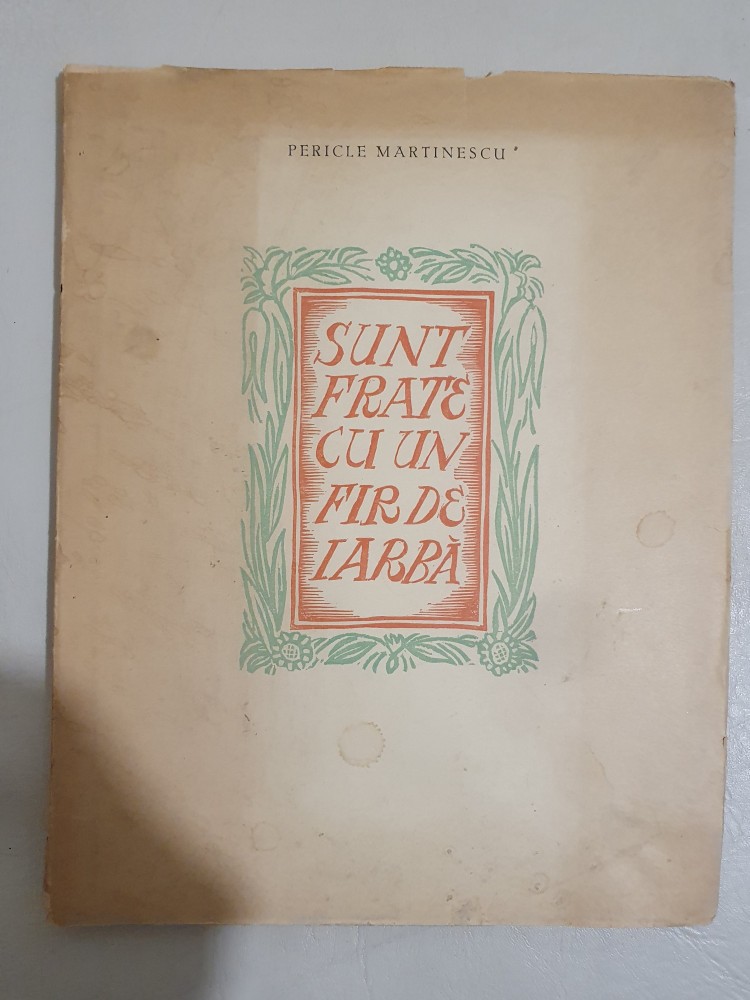 PERICLE MARTINESCU
SUNT
FRATE
CU UN
FIR DE
IARBĂ